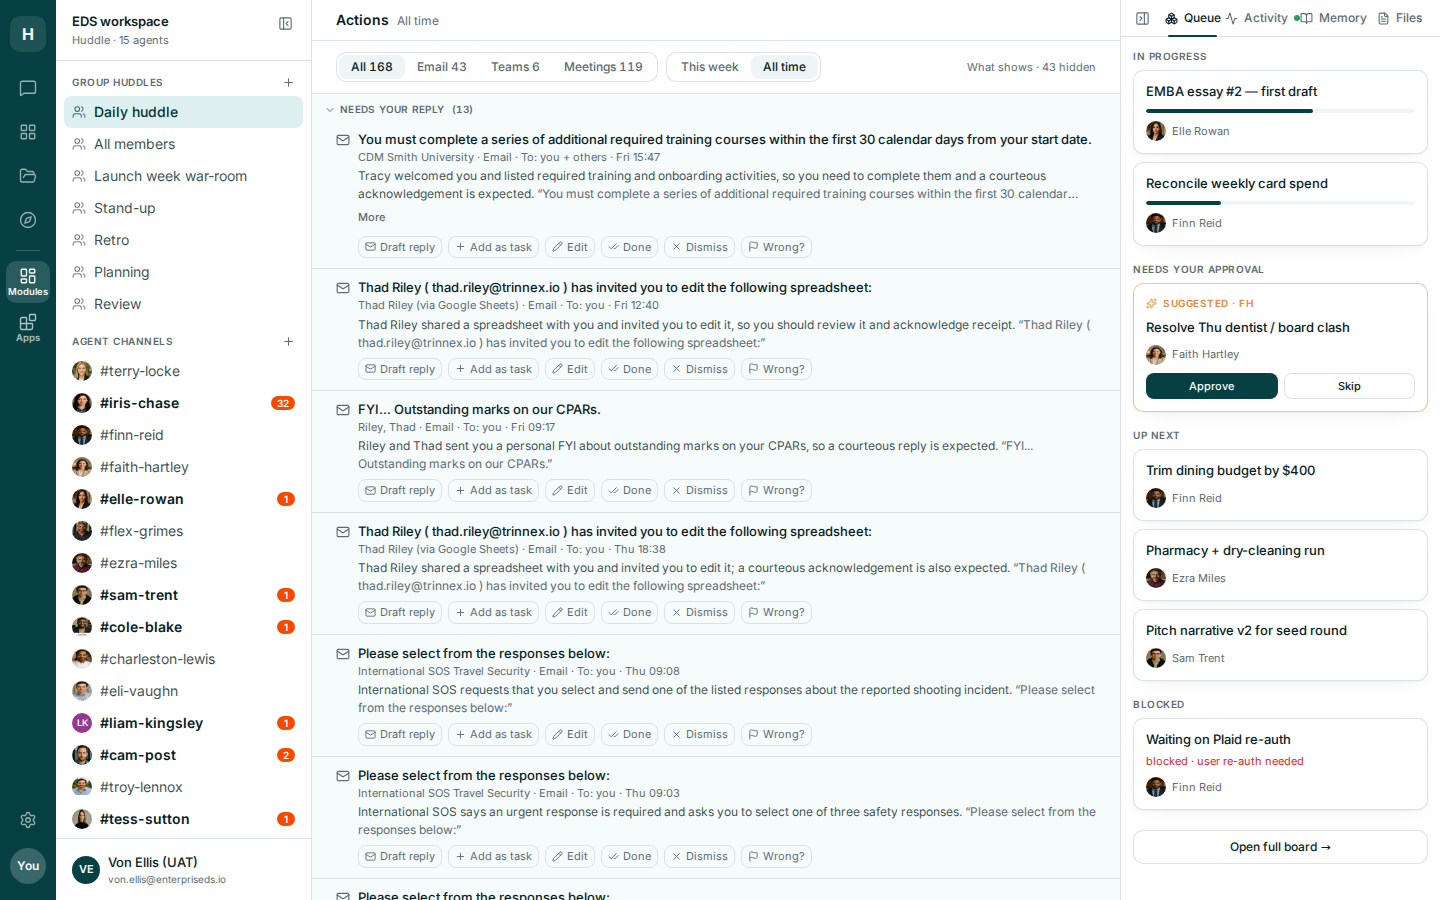 H
Modules
Apps
You
EDS workspace
Huddle · 15 agents
GROUP HUDDLES
Daily huddle
All members
Launch week war-room
Stand-up
Retro
Planning
Review
AGENT CHANNELS
#terry-locke
#iris-chase 32
#finn-reid
#faith-hartley
#elle-rowan 1
#flex-grimes
#ezra-miles
#sam-trent 1
#cole-blake 1
#charleston-lewis
#eli-vaughn
LK #liam-kingsley 1
#cam-post 2
#troy-lennox
#tess-sutton 1
VE Von Ellis (UAT)
von.ellis@enterpriseds.io
Actions All time
All 168 Email 43 Teams 6 Meetings 119 This week All time What shows · 43 hidden
NEEDS YOUR REPLY (13)
You must complete a series of additional required training courses within the first 30 calendar days from your start date.
CDM Smith University · Email · To: you + others · Fri 15:47
Tracy welcomed you and listed required training and onboarding activities, so you need to complete them and a courteous
acknowledgement is expected. “You must complete a series of additional required training courses within the first 30 calendar…
More
Draft reply Add as task Edit Done Dismiss Wrong?
Thad Riley ( thad.riley@trinnex.io ) has invited you to edit the following spreadsheet:
Thad Riley (via Google Sheets) · Email · To: you · Fri 12:40
Thad Riley shared a spreadsheet with you and invited you to edit it, so you should review it and acknowledge receipt. “Thad Riley (
thad.riley@trinnex.io ) has invited you to edit the following spreadsheet:”
Draft reply Add as task Edit Done Dismiss Wrong?
FYI... Outstanding marks on our CPARs.
Riley, Thad · Email · To: you · Fri 09:17
Riley and Thad sent you a personal FYI about outstanding marks on our CPARs, so a courteous reply is expected. “FYI...
Outstanding marks on our CPARs.”
Draft reply Add as task Edit Done Dismiss Wrong?
Thad Riley ( thad.riley@trinnex.io ) has invited you to edit the following spreadsheet:
Thad Riley (via Google Sheets) · Email · To: you · Thu 18:38
Thad Riley shared a spreadsheet with you and invited you to edit it; a courteous acknowledgement is also expected. “Thad Riley (
thad.riley@trinnex.io ) has invited you to edit the following spreadsheet:”
Draft reply Add as task Edit Done Dismiss Wrong?
Please select from the responses below:
International SOS Travel Security · Email · To: you · Thu 09:08
International SOS requests that you select and send one of the listed responses about the reported shooting incident. “Please select
from the responses below:”
Draft reply Add as task Edit Done Dismiss Wrong?
Please select from the responses below:
International SOS Travel Security · Email · To: you · Thu 09:03
International SOS says an urgent response is required and asks you to select one of three safety responses. “Please select from the
responses below:”
Draft reply Add as task Edit Done Dismiss Wrong?
Please select from the responses below:
Queue Activity Memory Files
IN PROGRESS
EMBA essay #2 — first draft
Elle Rowan
Reconcile weekly card spend
Finn Reid
NEEDS YOUR APPROVAL
SUGGESTED · FH
Resolve Thu dentist / board clash
Faith Hartley
Approve Skip
UP NEXT
Trim dining budget by $400
Finn Reid
Pharmacy + dry-cleaning run
Ezra Miles
Pitch narrative v2 for seed round
Sam Trent
BLOCKED
Waiting on Plaid re-auth
blocked · user re-auth needed
Finn Reid
Open full board →